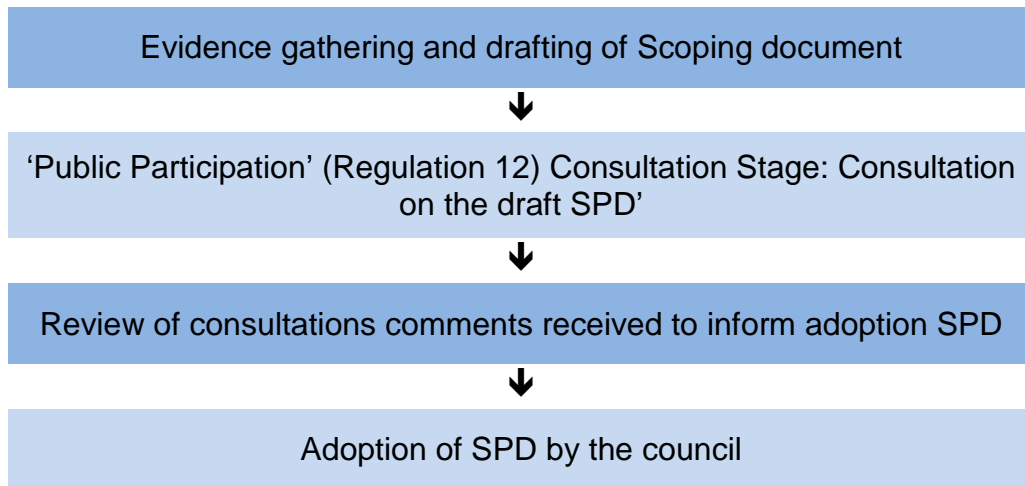 Evidence gathering and drafting of Scoping document
‘Public Participation’ (Regulation 12) Consultation Stage: Consultation
on the draft SPD’
Review of consultations comments received to inform adoption SPD
Adoption of SPD by the council